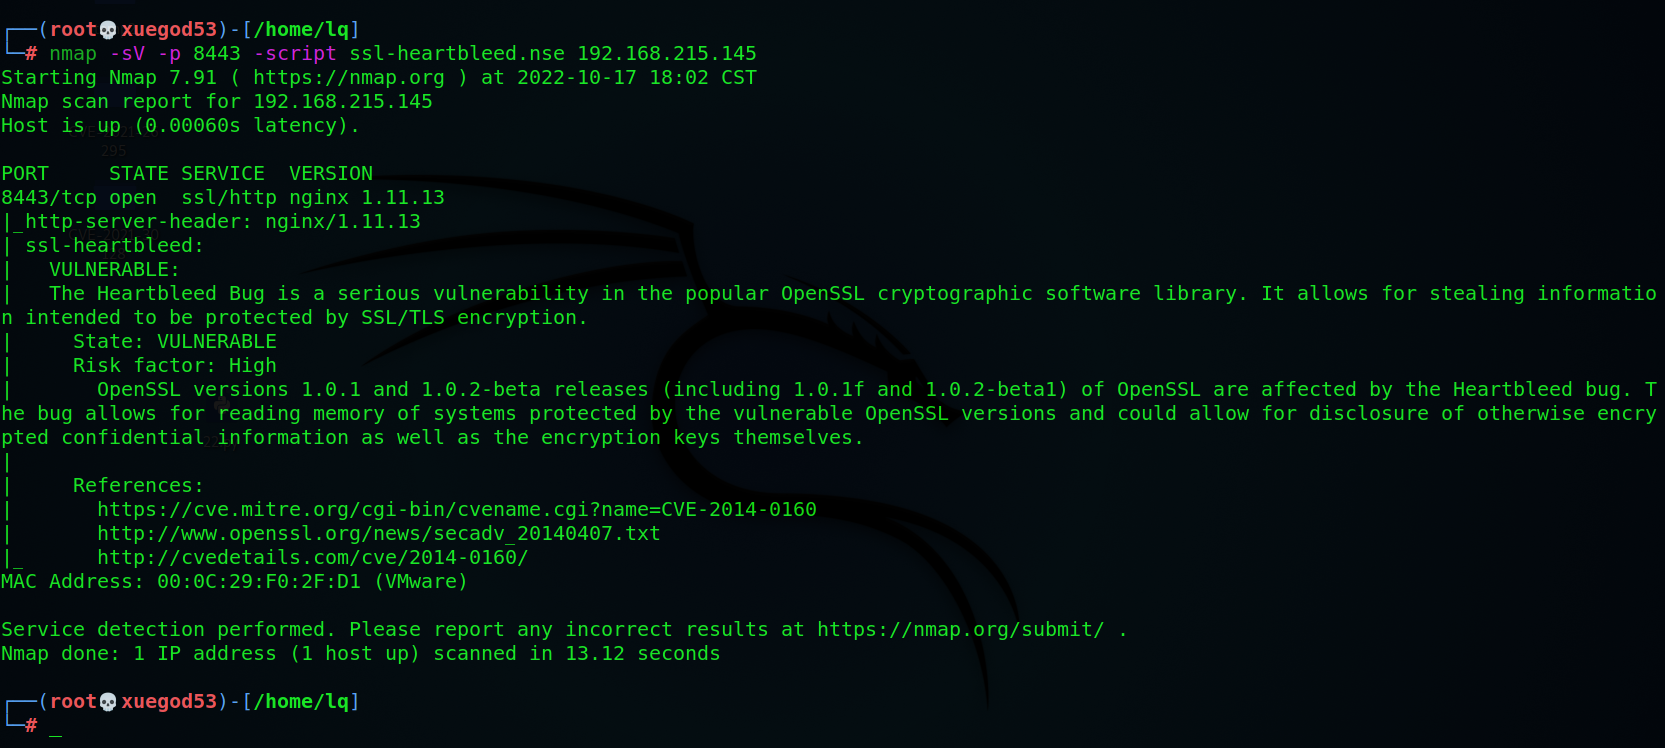 ┌──(root💀xuegod53)-[/home/lq]
└─# nmap -sV -p 8443 -script ssl-heartbleed.nse 192.168.215.145
Starting Nmap 7.91 ( https://nmap.org ) at 2022-10-17 18:02 CST
Nmap scan report for 192.168.215.145
Host is up (0.00060s latency).
PORT     STATE SERVICE  VERSION
8443/tcp open  ssl/http nginx 1.11.13
|_http-server-header: nginx/1.11.13
| ssl-heartbleed:
|   VULNERABLE:
|   The Heartbleed Bug is a serious vulnerability in the popular OpenSSL cryptographic software library. It allows for stealing informatio
n intended to be protected by SSL/TLS encryption.
|     State: VULNERABLE
|     Risk factor: High
|       OpenSSL versions 1.0.1 and 1.0.2-beta releases (including 1.0.1f and 1.0.2-beta1) of OpenSSL are affected by the Heartbleed bug. T
he bug allows for reading memory of systems protected by the vulnerable OpenSSL versions and could allow for disclosure of otherwise encry
pted confidential information as well as the encryption keys themselves.
|
|     References:
|       https://cve.mitre.org/cgi-bin/cvename.cgi?name=CVE-2014-0160
|       http://www.openssl.org/news/secadv_20140407.txt
|_      http://cvedetails.com/cve/2014-0160/
MAC Address: 00:0C:29:F0:2F:D1 (VMware)
Service detection performed. Please report any incorrect results at https://nmap.org/submit/ .
Nmap done: 1 IP address (1 host up) scanned in 13.12 seconds
┌──(root💀xuegod53)-[/home/lq]
└─# _